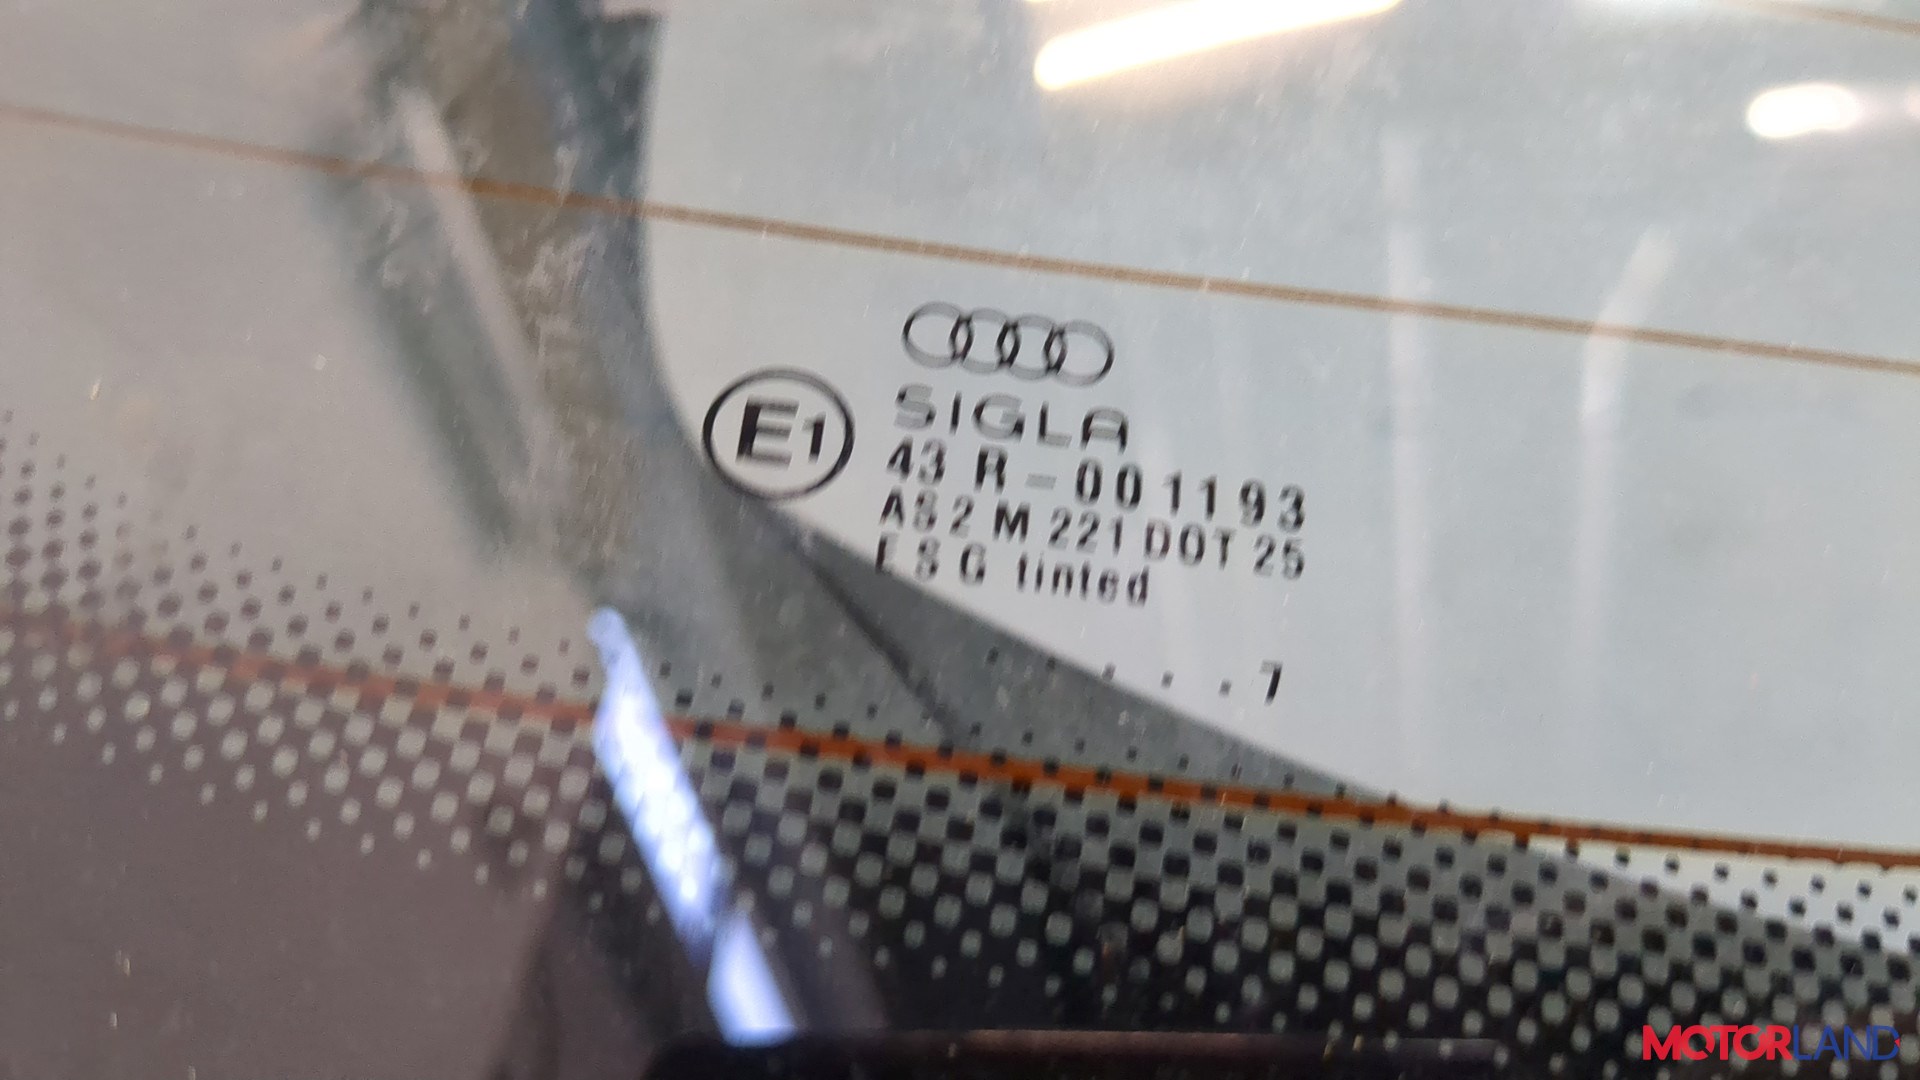 SIGLA
E1
43 R - 001193
AS2 M 221 DOT 25
ESG tinted
. . . . . 7
MOTORLAND